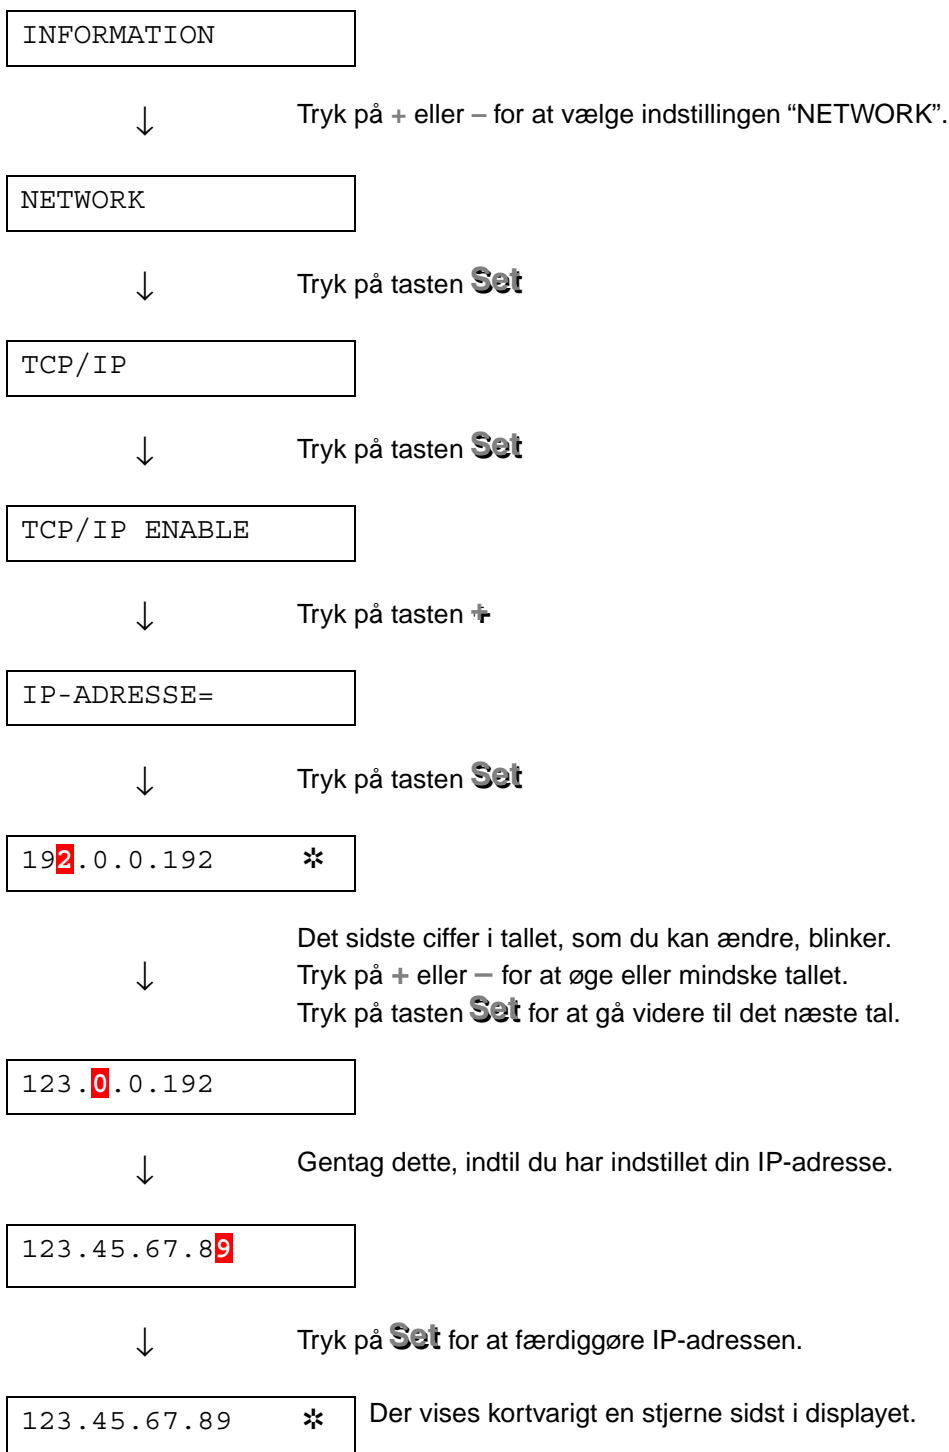 INFORMATION
↓ Tryk på + eller – for at vælge indstillingen “NETWORK”.
NETWORK
↓ Tryk på tasten Set
TCP/IP
↓ Tryk på tasten Set
TCP/IP ENABLE
↓ Tryk på tasten +
IP-ADRESSE=
↓ Tryk på tasten Set
192.0.0.192 ✲
Det sidste ciffer i tallet, som du kan ændre, blinker.
↓ Tryk på + eller – for at øge eller mindske tallet.
Tryk på tasten Set for at gå videre til det næste tal.
123.0.0.192
↓ Gentag dette, indtil du har indstillet din IP-adresse.
123.45.67.89
↓ Tryk på Set for at færdiggøre IP-adressen.
123.45.67.89 ✲ Der vises kortvarigt en stjerne sidst i displayet.